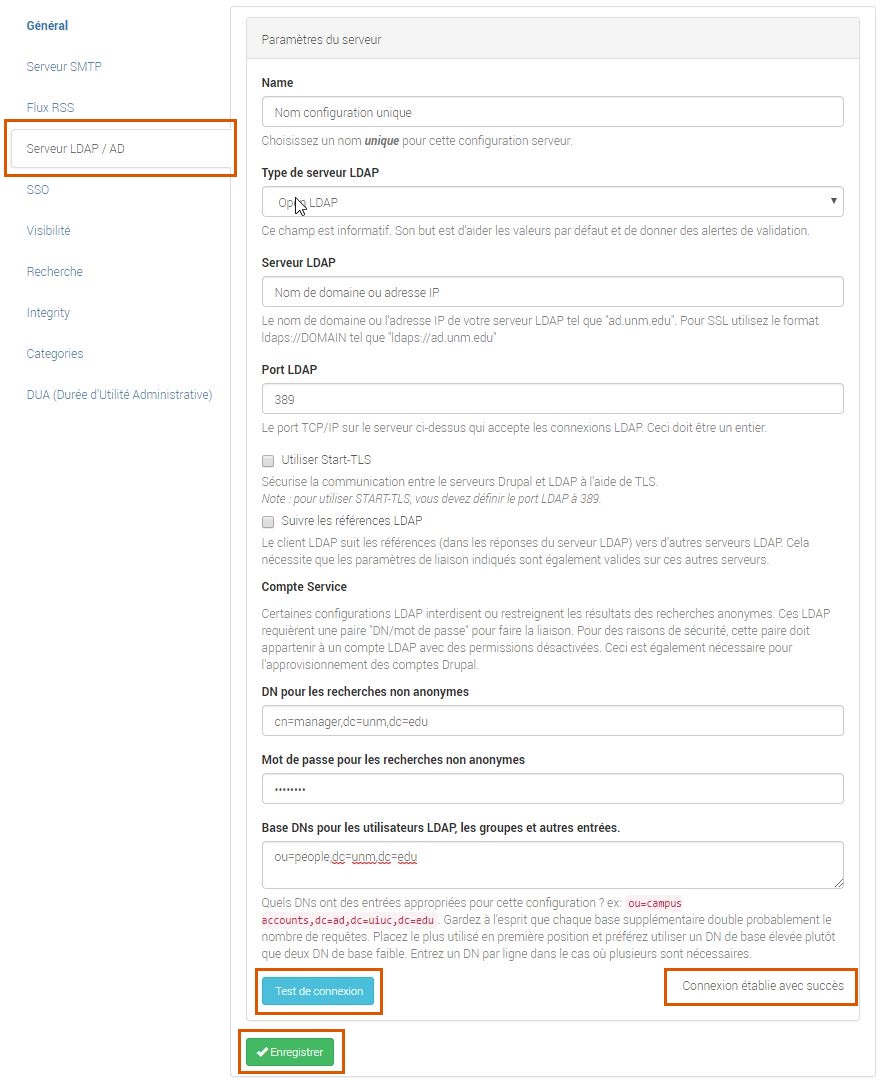 Général
Serveur SMTP
Flux RSS
Serveur LDAP / AD
SSO
Visibilité
Recherche
Integrity
Categories
DUA (Durée d'Utilité Administrative)
Paramètres du serveur
Name
Nom configuration unique
Choisissez un nom unique pour cette configuration serveur.
Type de serveur LDAP
Open LDAP
Ce champ est informatif. Son but est d'aider les valeurs par défaut et de donner des alertes de validation.
Serveur LDAP
Nom de domaine ou adresse IP
Le nom de domaine ou l'adresse IP de votre serveur LDAP tel que "ad.unm.edu". Pour SSL utilisez le format
ldaps://DOMAIN tel que "ldaps://ad.unm.edu"
Port LDAP
389
Le port TCP/IP sur le serveur ci-dessus qui accepte les connexions LDAP. Ceci doit être un entier.
Utiliser Start-TLS
Sécurise la communication entre le serveurs Drupal et LDAP à l'aide de TLS.
Note : pour utiliser START-TLS, vous devez définir le port LDAP à 389.
Suivre les références LDAP
Le client LDAP suit les références (dans les réponses du serveur LDAP) vers d'autres serveurs LDAP. Cela
nécessite que les paramètres de liaison indiqués sont également valides sur ces autres serveurs.
Compte Service
Certaines configurations LDAP interdisent ou restreignent les résultats des recherches anonymes. Ces LDAP
requièrent une paire "DN/mot de passe" pour faire la liaison. Pour des raisons de sécurité, cette paire doit
appartenir à un compte LDAP avec des permissions désactivées. Ceci est également nécessaire pour
l'approvisionnement des comptes Drupal.
DN pour les recherches non anonymes
cn=manager,dc=unm,dc=edu
Mot de passe pour les recherches non anonymes
••••••••
Base DNs pour les utilisateurs LDAP, les groupes et autres entrées.
ou=people,dc=unm,dc=edu
Quels DNs ont des entrées appropriées pour cette configuration ? ex: ou=campus
accounts,dc=ad,dc=uiuc,dc=edu . Gardez à l'esprit que chaque base supplémentaire double probablement le
nombre de requêtes. Placez le plus utilisé en première position et préférez utiliser un DN de base élevée plutôt
que deux DN de base faible. Entrez un DN par ligne dans le cas où plusieurs sont nécessaires.
Test de connexion
Connexion établie avec succès
Enregistrer